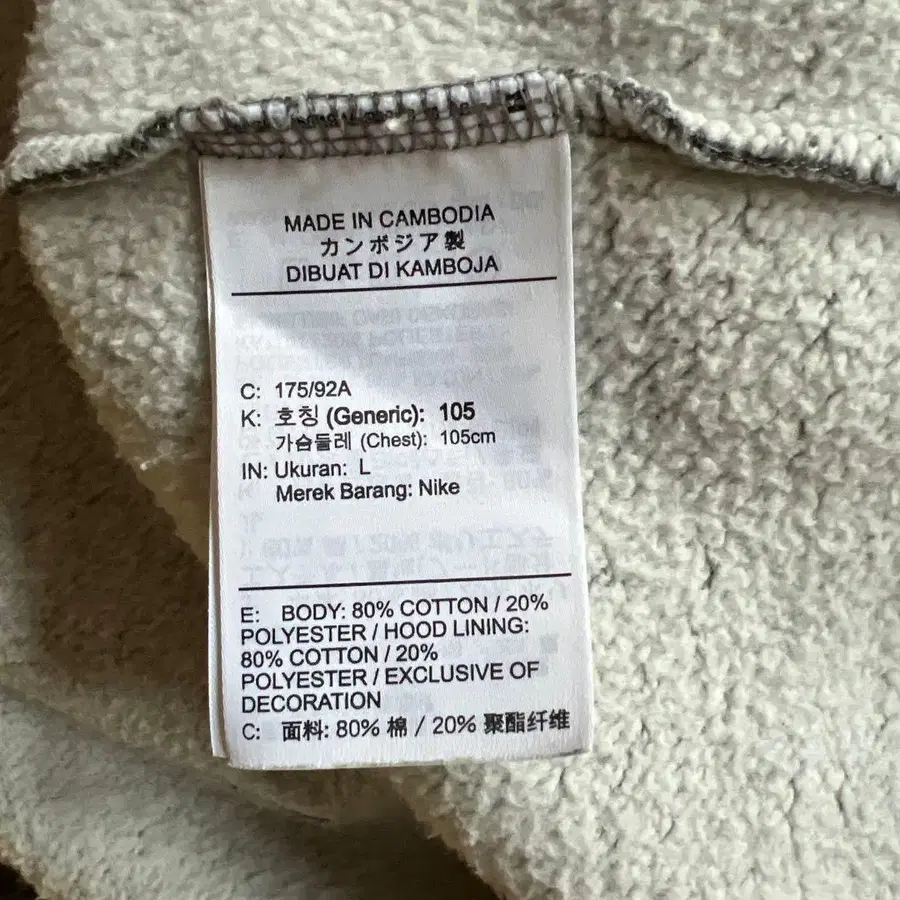 MADE IN CAMBODIA
カンボジア製
DIBUAT DI KAMBOJA
C: 175/92A
K: 호칭 (Generic): 105
가슴둘레 (Chest): 105cm
IN: Ukuran: L
Merek Barang: Nike
E: BODY: 80% COTTON / 20%
POLYESTER / HOOD LINING:
80% COTTON / 20%
POLYESTER / EXCLUSIVE OF
DECORATION
C: 面料: 80% 棉 / 20% 聚酯纤维